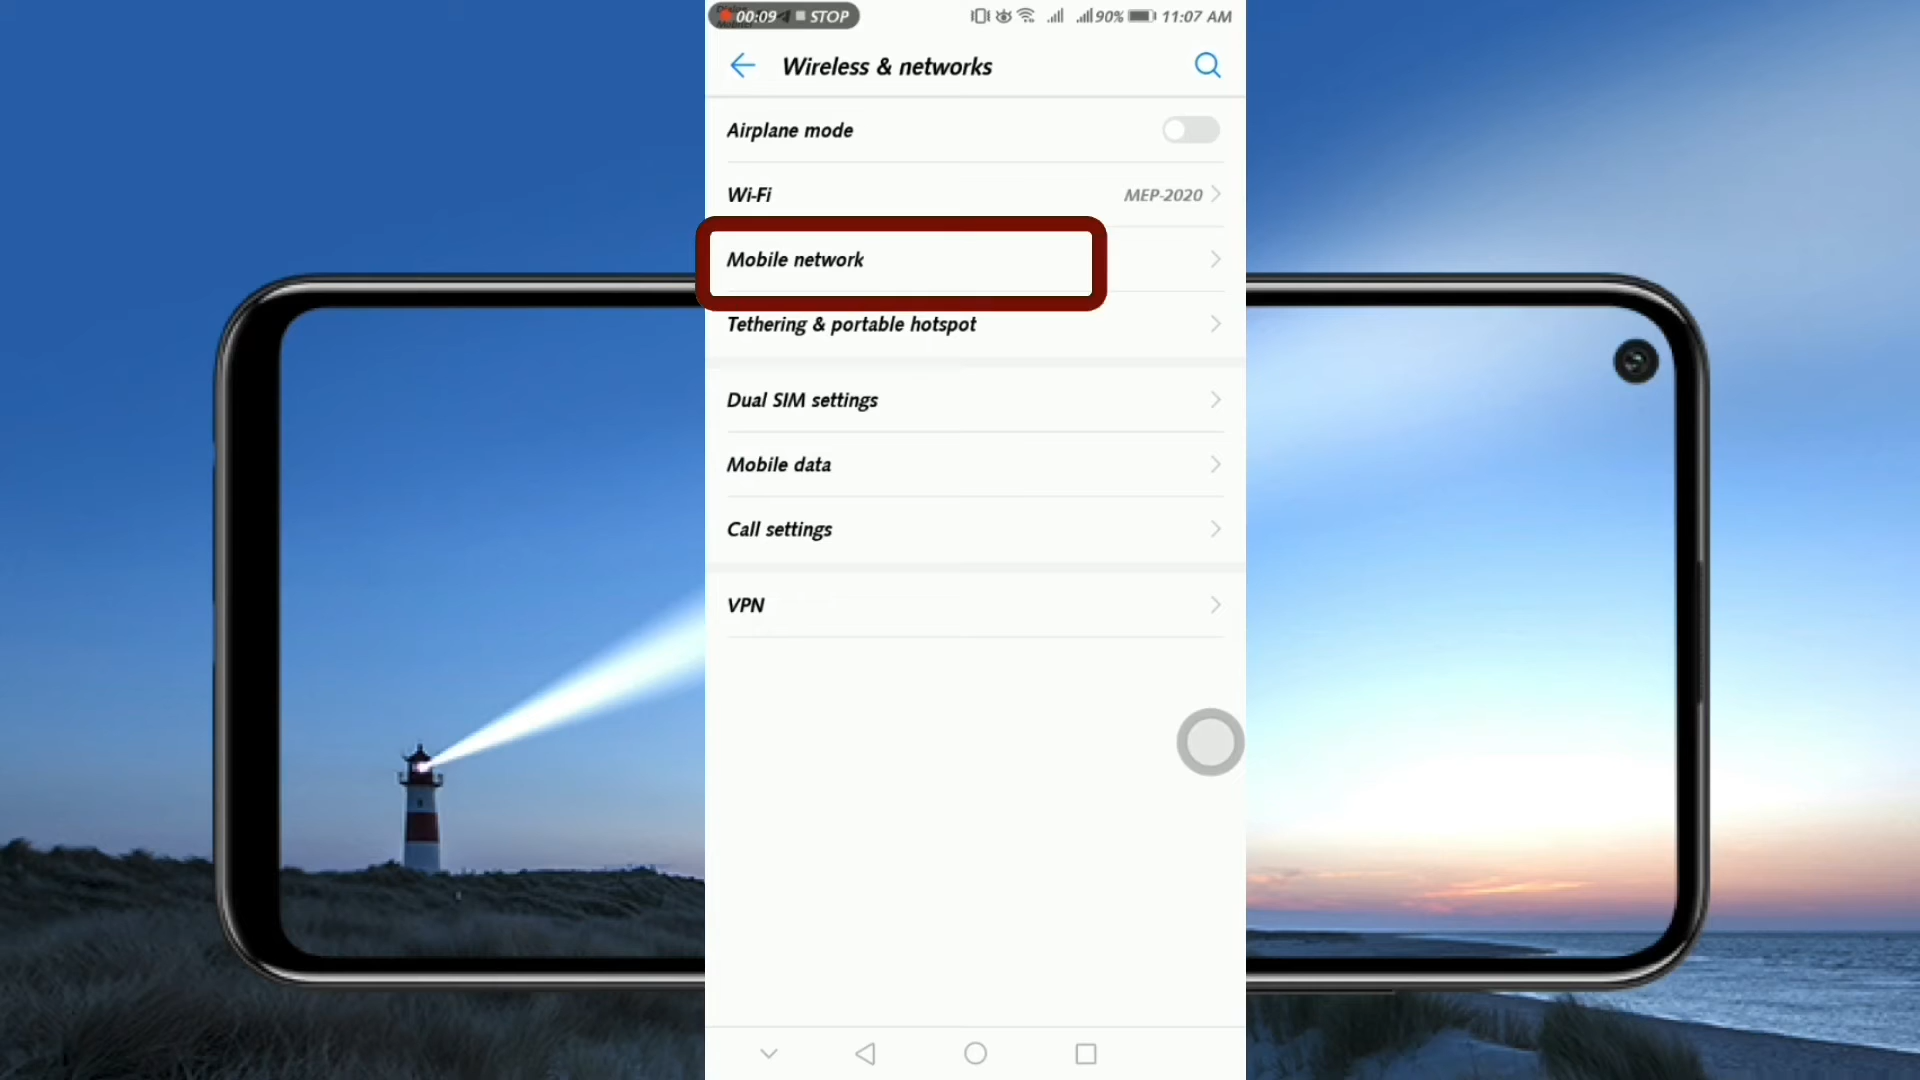 00:09 STOP 90% 11:07 AM
Wireless & networks
Airplane mode
Wi-Fi MEP-2020
Mobile network
Tethering & portable hotspot
Dual SIM settings
Mobile data
Call settings
VPN